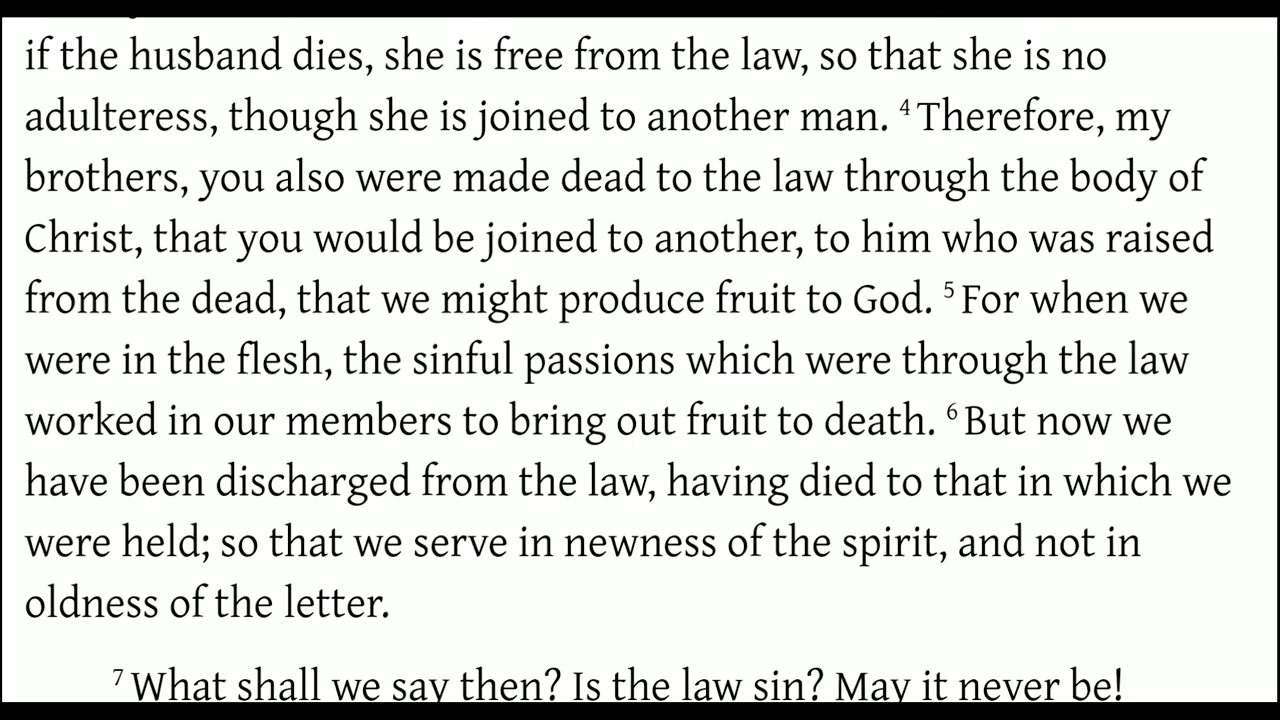 if the husband dies, she is free from the law, so that she is no
adulteress, though she is joined to another man. ⁴ Therefore, my
brothers, you also were made dead to the law through the body of
Christ, that you would be joined to another, to him who was raised
from the dead, that we might produce fruit to God. ⁵ For when we
were in the flesh, the sinful passions which were through the law
worked in our members to bring out fruit to death. ⁶ But now we
have been discharged from the law, having died to that in which we
were held; so that we serve in newness of the spirit, and not in
oldness of the letter.
⁷ What shall we say then? Is the law sin? May it never be!